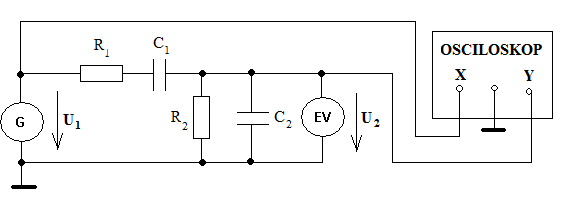 OSCILOSKOP
X Y
R1 C1
G U1 R2 C2 EV U2